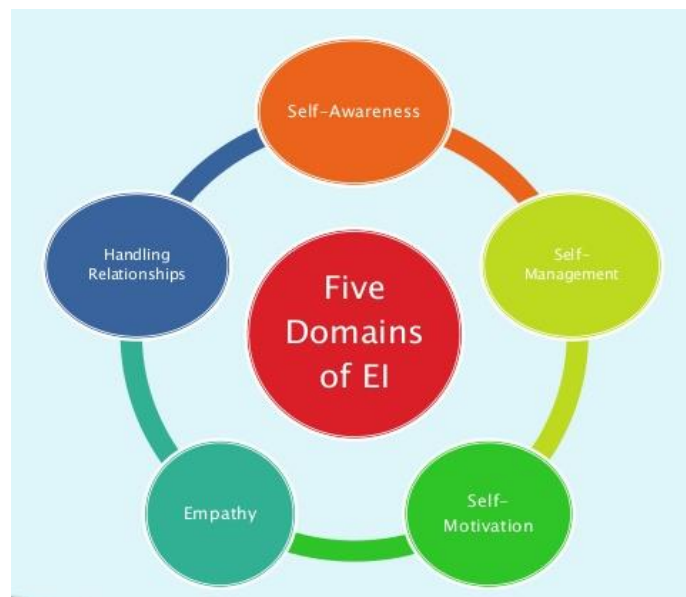 Self-Awareness
Self-
Management
Self-
Motivation
Empathy
Handling
Relationships
Five
Domains
of EI